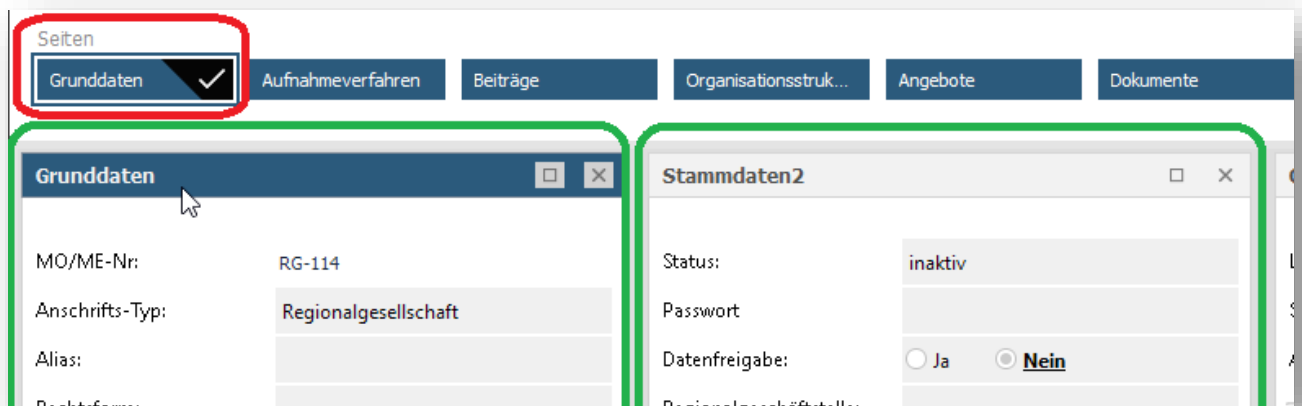 Seiten
Grunddaten Aufnahmeverfahren Beiträge Organisationsstruk... Angebote Dokumente
Grunddaten Stammdaten2
MO/ME-Nr: RG-114 Status: inaktiv
Anschrifts-Typ: Regionalgesellschaft Passwort
Alias: Datenfreigabe: Ja Nein